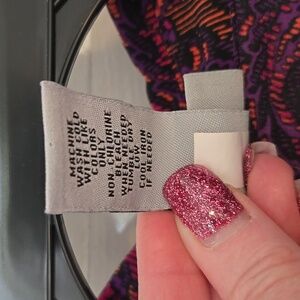 MACHINE
WASH COLD
WITH LIKE
COLORS
ONLY
NON-CHLORINE
BLEACH
WHEN NEEDED
TUMBLE DRY
LOW
COOL IRON
IF NEEDED